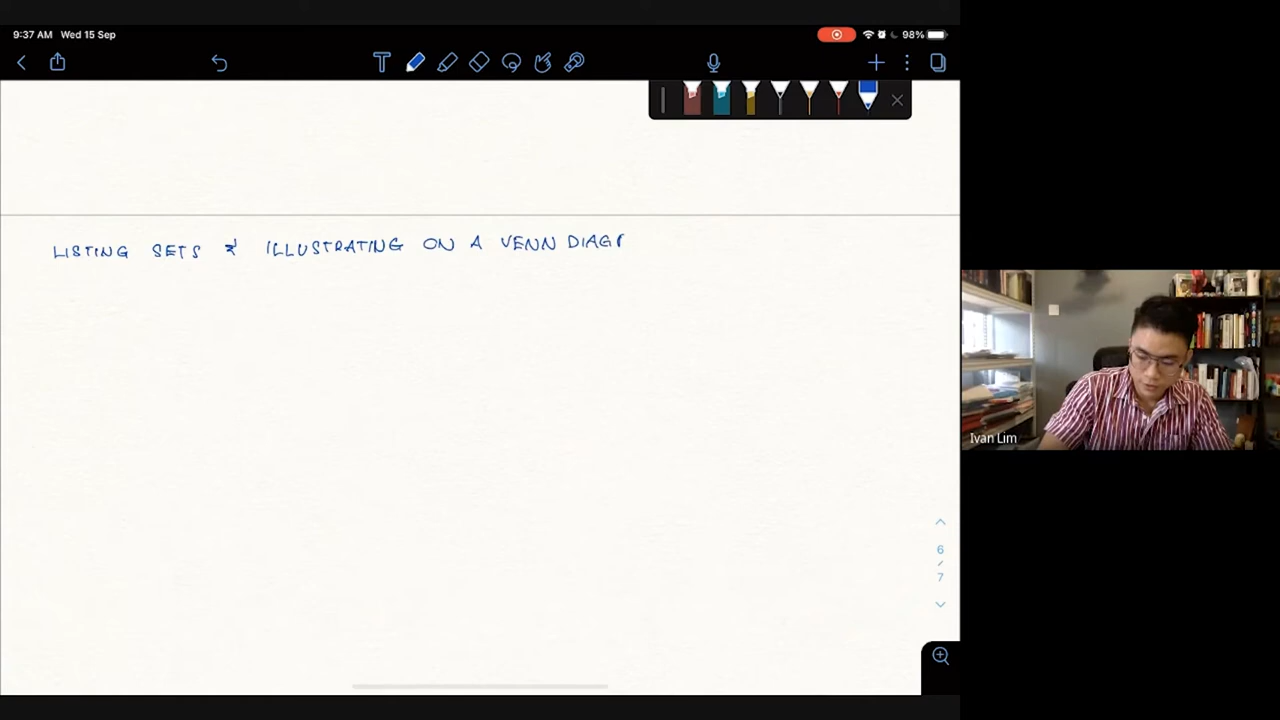 9:37 AM Wed 15 Sep
98%
LISTING SETS & ILLUSTRATING ON A VENN DIAGR
Ivan Lim
6
/
7